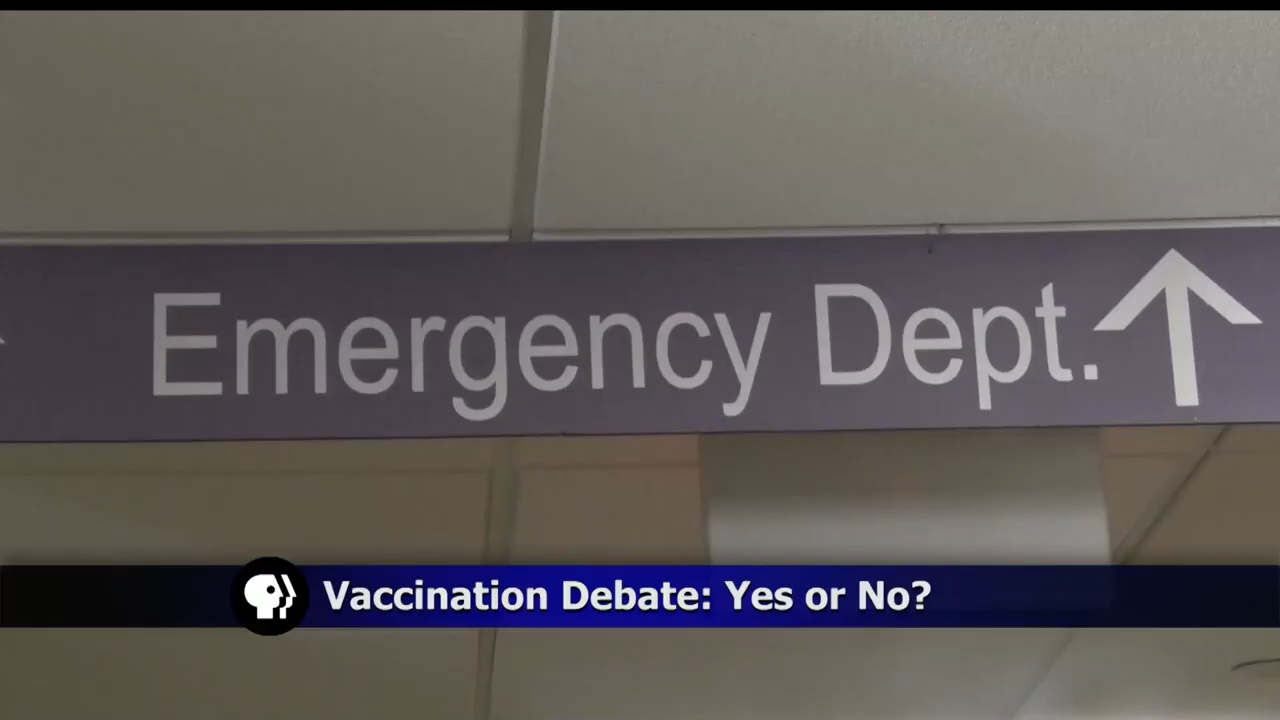 Emergency Dept.
Vaccination Debate: Yes or No?